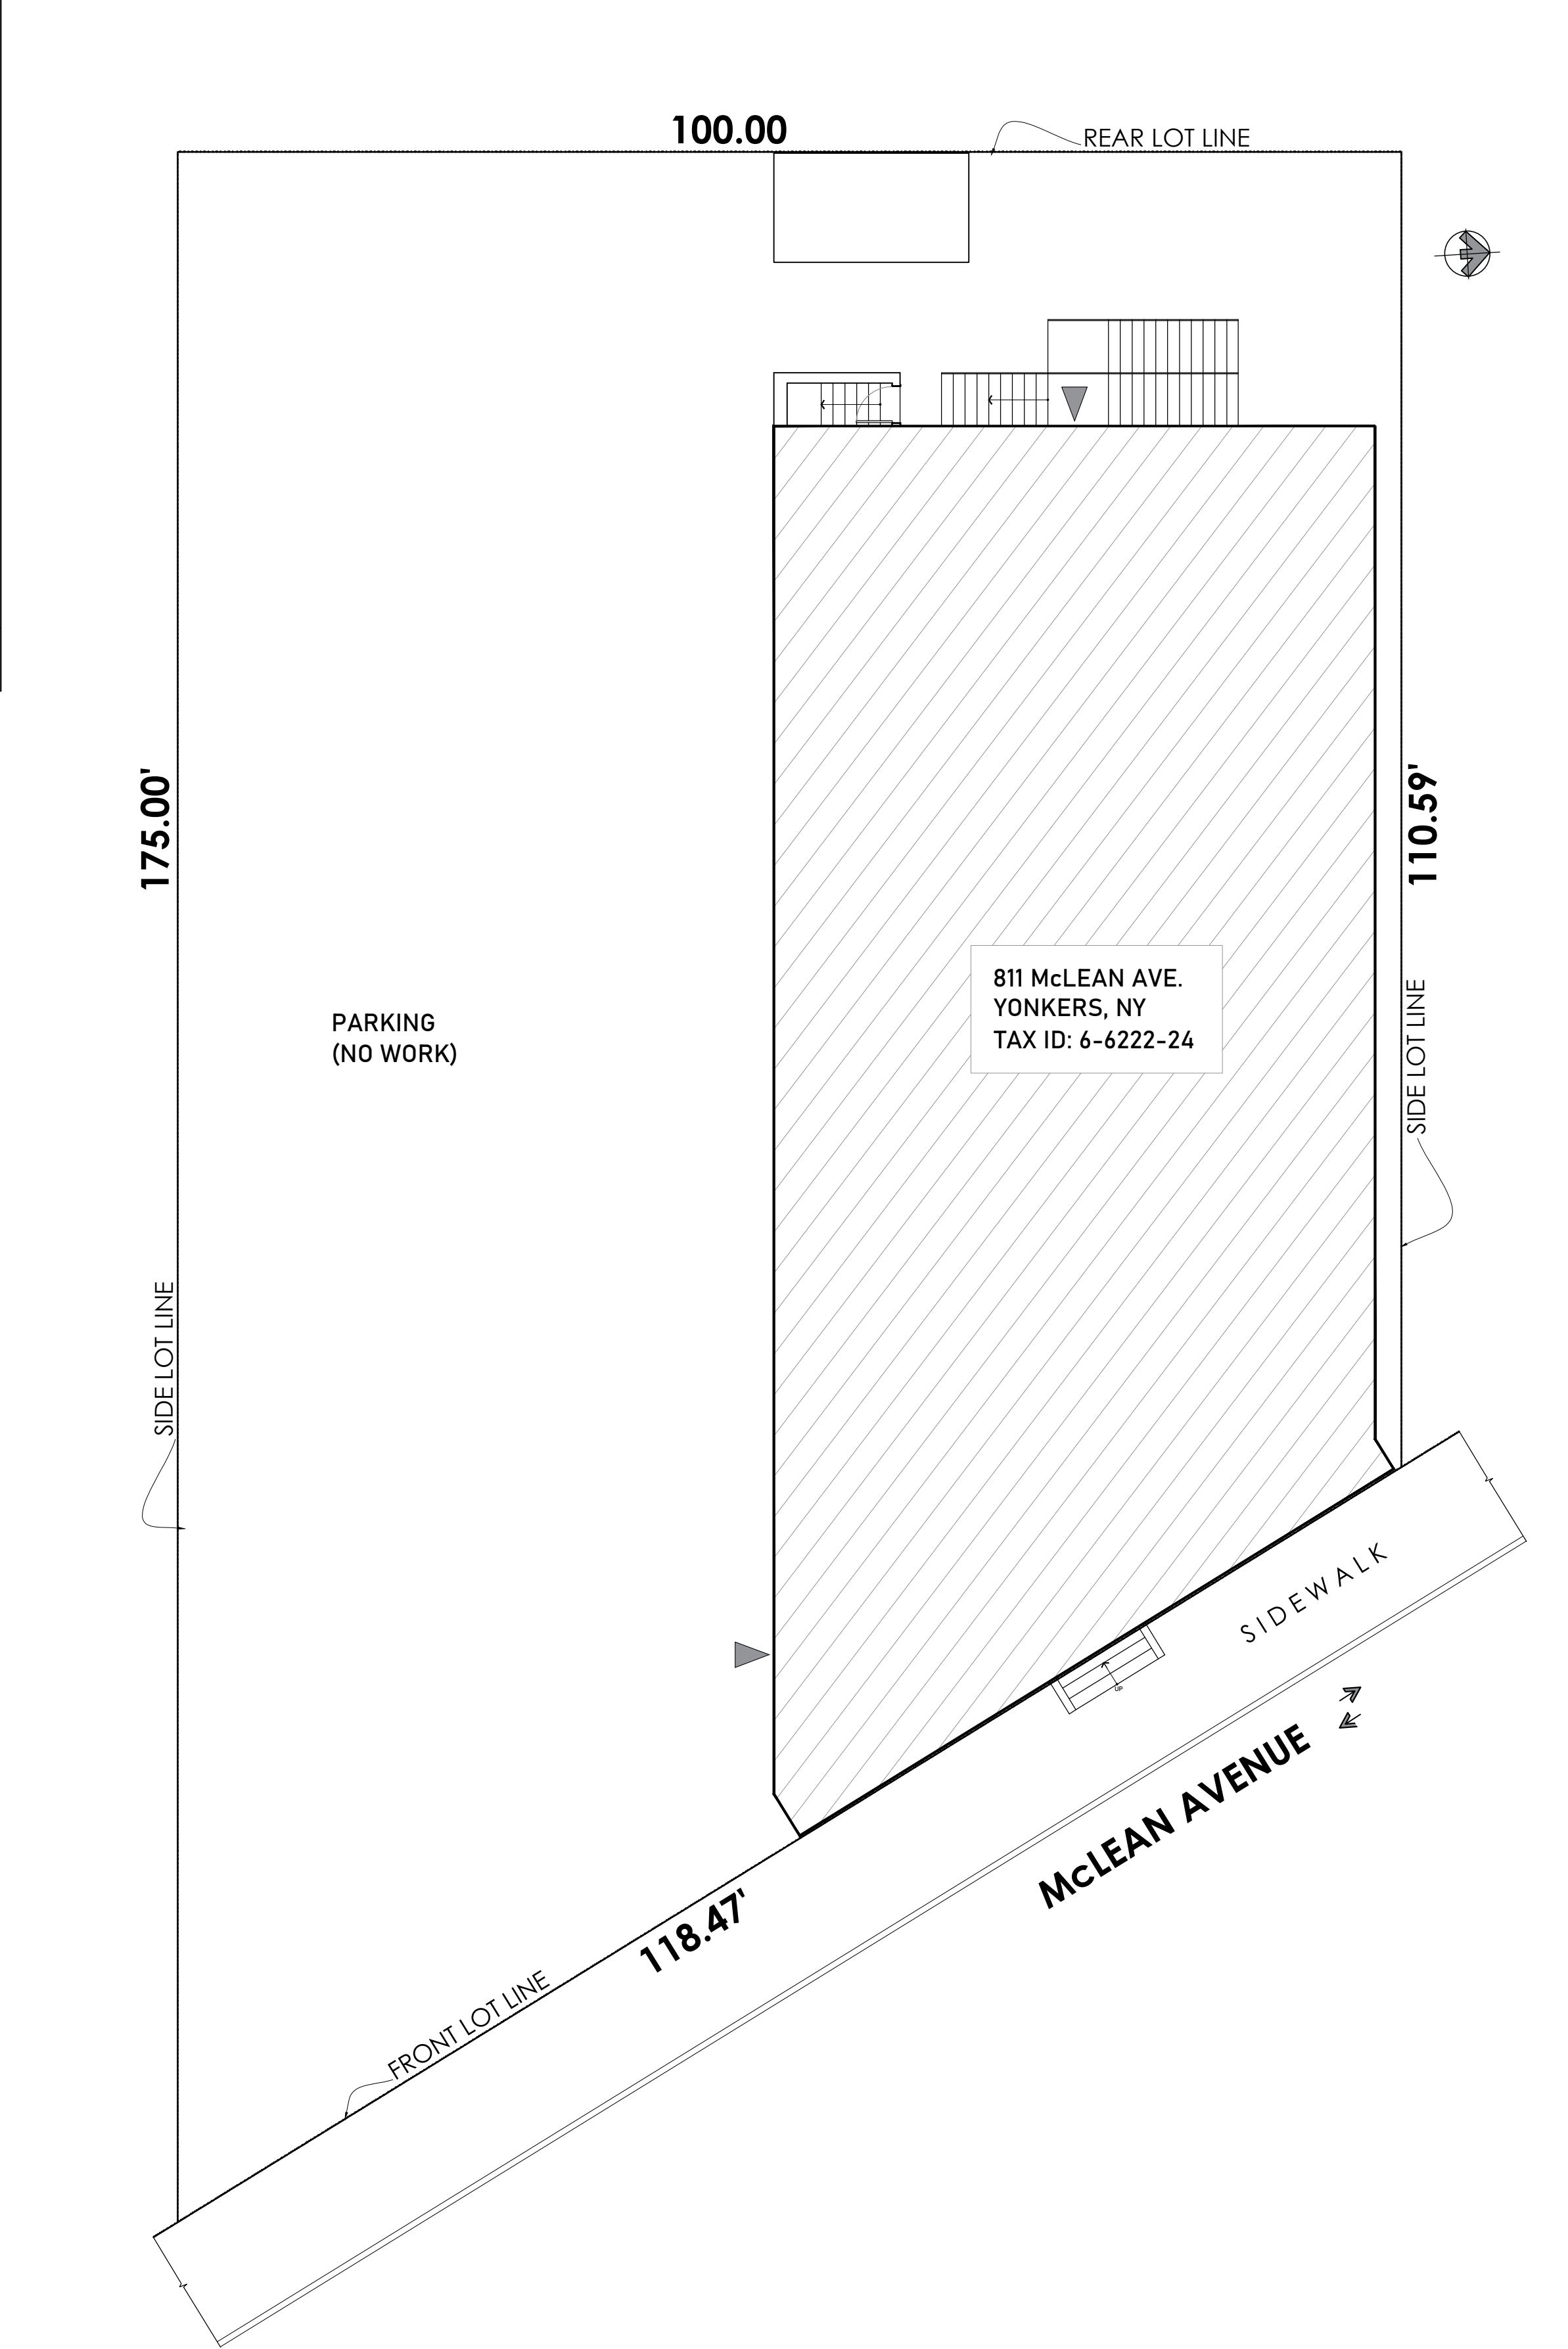 100.00
REAR LOT LINE
175.00'
110.59'
811 McLEAN AVE.
YONKERS, NY
TAX ID: 6-6222-24
PARKING
(NO WORK)
SIDE LOT LINE
SIDE LOT LINE
SIDEWALK
UP
McLEAN AVENUE
118.47'
FRONT LOT LINE